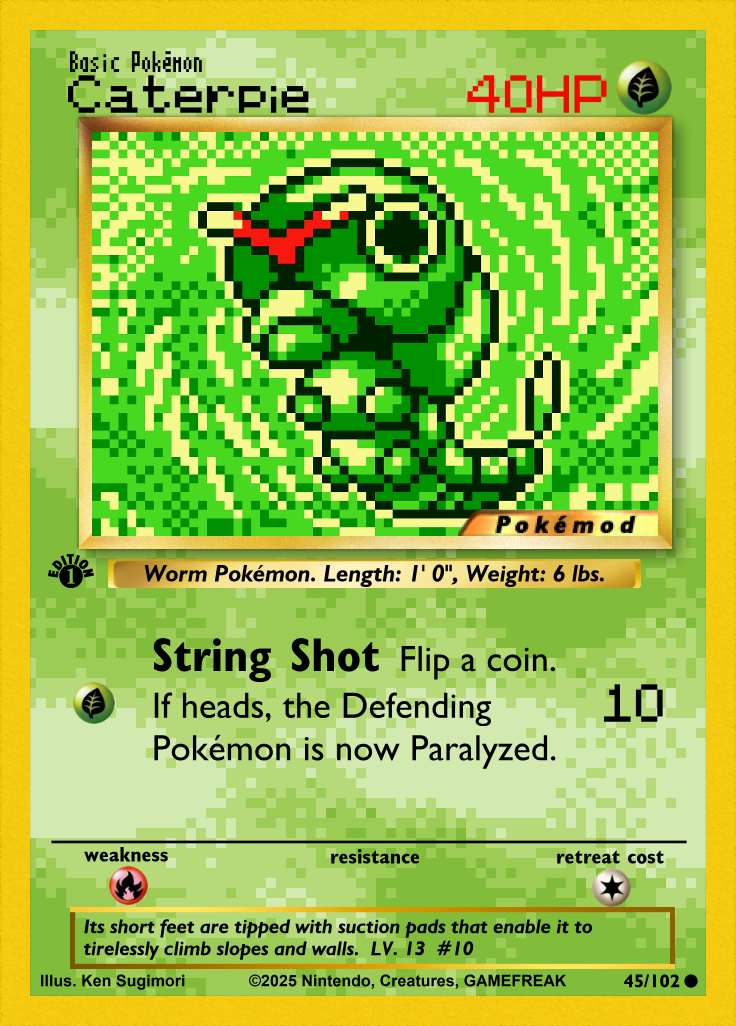 Basic Pokémon
Caterpie 40HP
Pokémod
EDITION 1
Worm Pokémon. Length: 1' 0", Weight: 6 lbs.
String Shot Flip a coin.
If heads, the Defending
Pokémon is now Paralyzed.
10
weakness resistance retreat cost
Its short feet are tipped with suction pads that enable it to
tirelessly climb slopes and walls. LV. 13 #10
Illus. Ken Sugimori ©2025 Nintendo, Creatures, GAMEFREAK 45/102